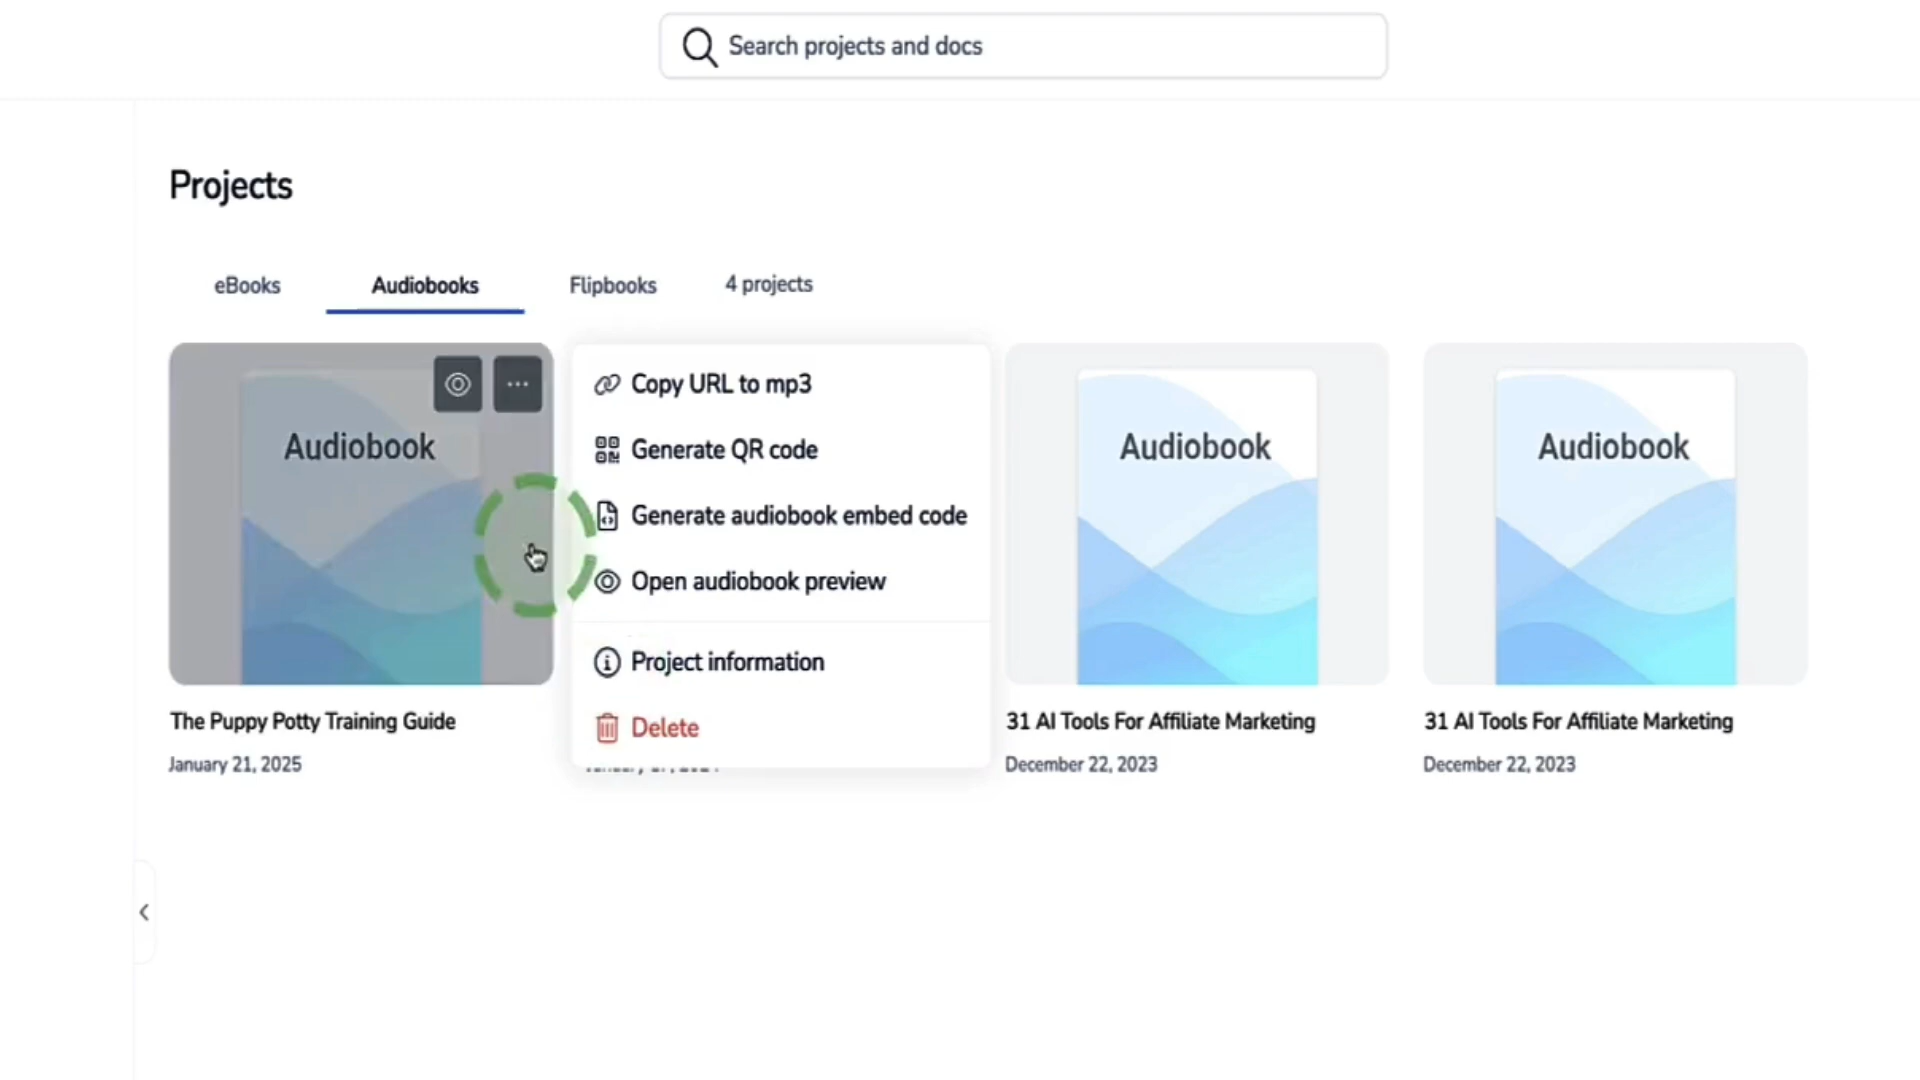 Search projects and docs
Projects
eBooks
Audiobooks
Flipbooks
4 projects
Audiobook
The Puppy Potty Training Guide
January 21, 2025
Copy URL to mp3
Generate QR code
Generate audiobook embed code
Open audiobook preview
Project information
Delete
Audiobook
31 AI Tools For Affiliate Marketing
December 22, 2023
Audiobook
31 AI Tools For Affiliate Marketing
December 22, 2023